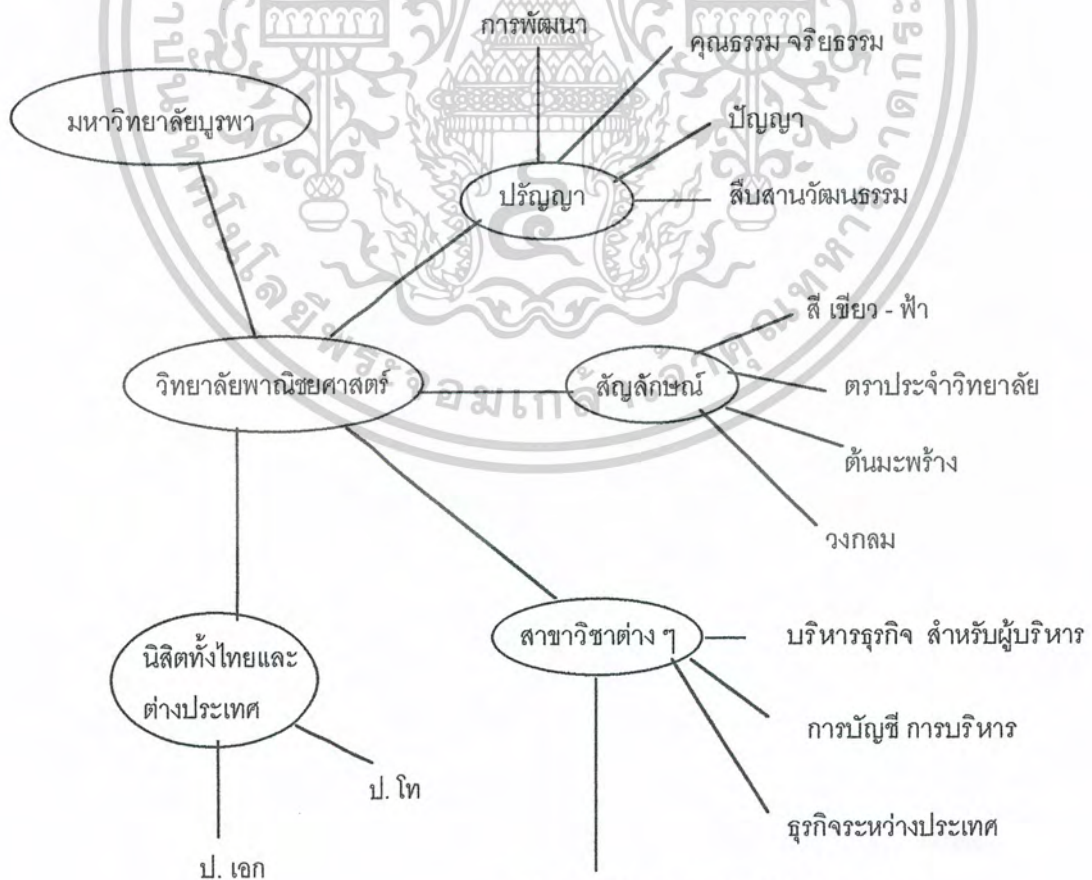 การพัฒนา
คุณธรรม จริยธรรม
มหาวิทยาลัยบูรพา
ปัญญา
ปรัญญา
สืบสานวัฒนธรรม
สี เขียว - ฟ้า
วิทยาลัยพาณิชยศาสตร์
สัญลักษณ์
ตราประจำวิทยาลัย
ต้นมะพร้าง
วงกลม
สาขาวิชาต่าง ๆ
บริหารธุรกิจ สำหรับผู้บริหาร
นิสิตทั้งไทยและ
ต่างประเทศ
การบัญชี การบริหาร
ป. โท
ธุรกิจระหว่างประเทศ
ป. เอก